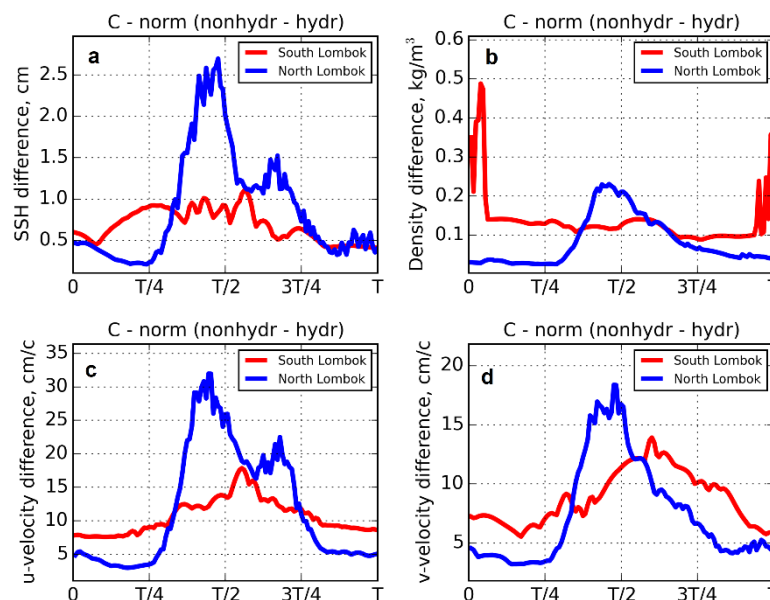 C - norm (nonhydr - hydr)
a
South Lombok
North Lombok
SSH difference, cm
2.5
2.0
1.5
1.0
0.5
0
T/4
T/2
3T/4
T
C - norm (nonhydr - hydr)
b
South Lombok
North Lombok
Density difference, kg/m³
0.6
0.5
0.4
0.3
0.2
0.1
0
T/4
T/2
3T/4
T
C - norm (nonhydr - hydr)
c
South Lombok
North Lombok
u-velocity difference, cm/c
35
30
25
20
15
10
5
0
T/4
T/2
3T/4
T
C - norm (nonhydr - hydr)
d
South Lombok
North Lombok
v-velocity difference, cm/c
20
15
10
5
0
T/4
T/2
3T/4
T